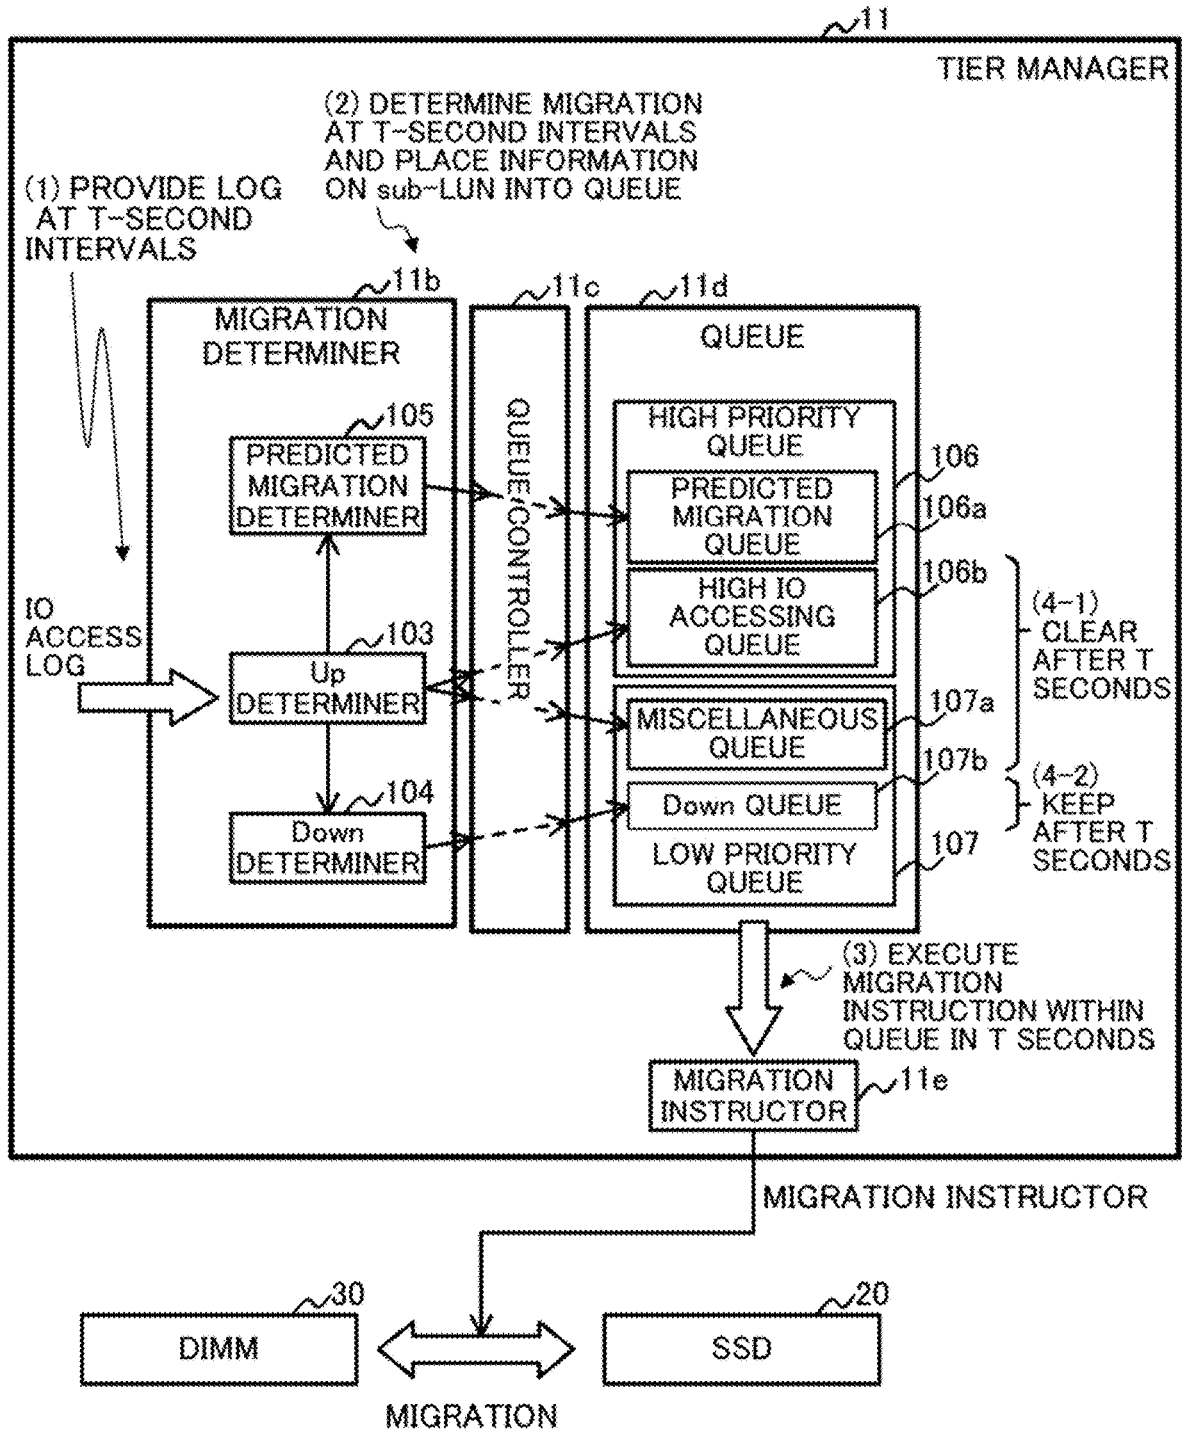 11
TIER MANAGER
(2) DETERMINE MIGRATION
AT T-SECOND INTERVALS
AND PLACE INFORMATION
ON sub-LUN INTO QUEUE
(1) PROVIDE LOG
AT T-SECOND
INTERVALS
11b
MIGRATION
DETERMINER
11c
QUEUE CONTROLLER
11d
QUEUE
105
PREDICTED
MIGRATION
DETERMINER
HIGH PRIORITY
QUEUE
106
PREDICTED
MIGRATION
QUEUE
106a
HIGH IO
ACCESSING
QUEUE
106b
(4-1)
CLEAR
AFTER T
SECONDS
IO
ACCESS
LOG
103
Up
DETERMINER
MISCELLANEOUS
QUEUE
107a
104
Down
DETERMINER
Down QUEUE
107b
(4-2)
KEEP
AFTER T
SECONDS
LOW PRIORITY
QUEUE
107
(3) EXECUTE
MIGRATION
INSTRUCTION WITHIN
QUEUE IN T SECONDS
MIGRATION
INSTRUCTOR
11e
MIGRATION INSTRUCTOR
30
DIMM
20
SSD
MIGRATION